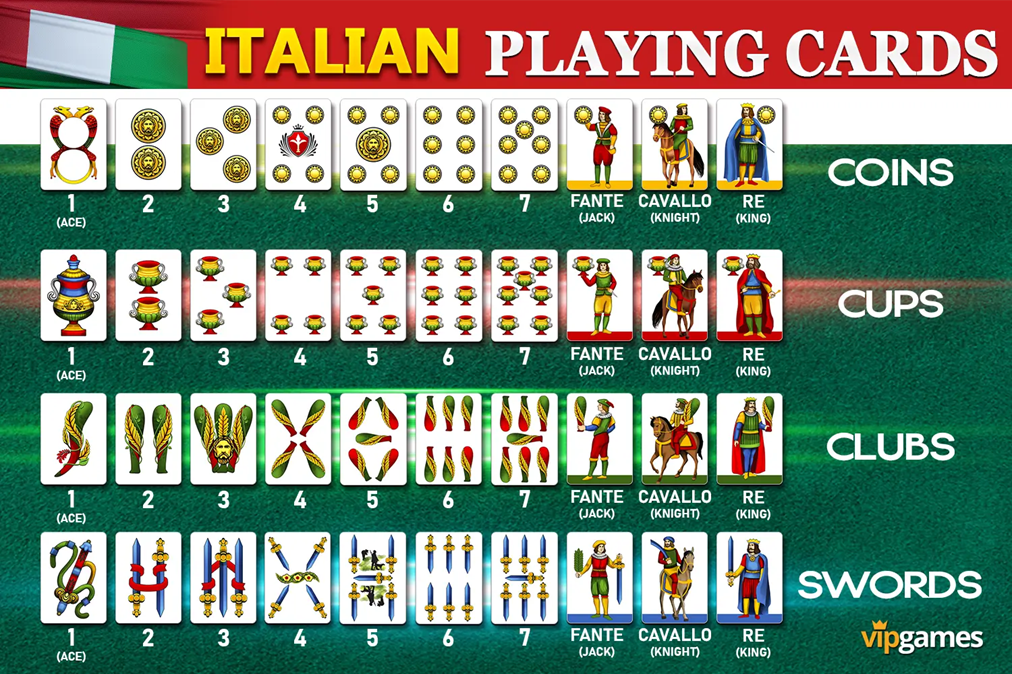 ITALIAN PLAYING CARDS
1 2 3 4 5 6 7 FANTE CAVALLO RE
(ACE) (JACK) (KNIGHT) (KING)
COINS
1 2 3 4 5 6 7 FANTE CAVALLO RE
(ACE) (JACK) (KNIGHT) (KING)
CUPS
1 2 3 4 5 6 7 FANTE CAVALLO RE
(ACE) (JACK) (KNIGHT) (KING)
CLUBS
1 2 3 4 5 6 7 FANTE CAVALLO RE
(ACE) (JACK) (KNIGHT) (KING)
SWORDS
vipgames